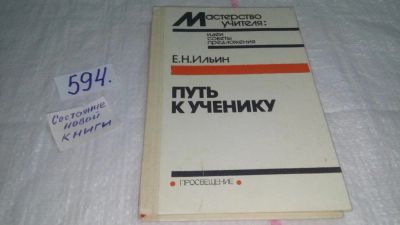 594.
Состояние
новой
книги
Мастерство
учителя:
идеи
советы
предложения
Е.Н.Ильин
ПУТЬ
К УЧЕНИКУ
• ПРОСВЕЩЕНИЕ •